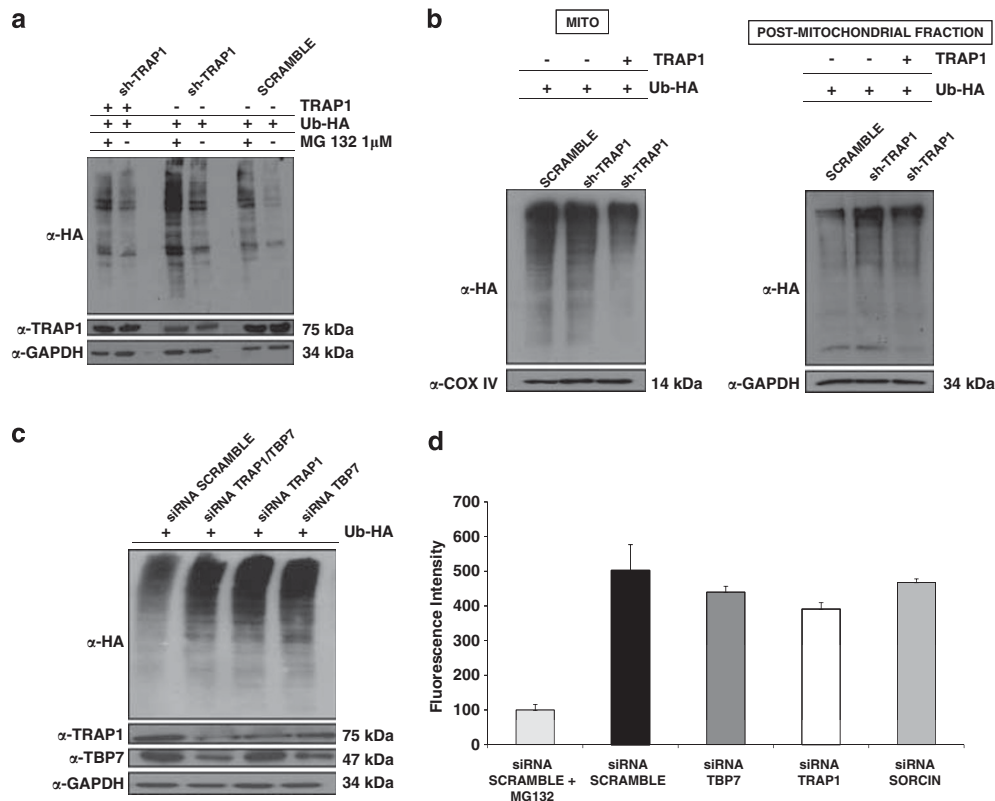 a
sh-TRAP1
sh-TRAP1
SCRAMBLE
+ + - - - - TRAP1
+ + + + + + Ub-HA
+ - + - + - MG 132 1µM
α-HA
α-TRAP1 75 kDa
α-GAPDH 34 kDa
b
MITO
- - + TRAP1
+ + + Ub-HA
SCRAMBLE
sh-TRAP1
sh-TRAP1
α-HA
α-COX IV 14 kDa
POST-MITOCHONDRIAL FRACTION
- - + TRAP1
+ + + Ub-HA
SCRAMBLE
sh-TRAP1
sh-TRAP1
α-HA
α-GAPDH 34 kDa
c
siRNA SCRAMBLE
siRNA TRAP1/TBP7
siRNA TRAP1
siRNA TBP7
+ + + + Ub-HA
α-HA
α-TRAP1 75 kDa
α-TBP7 47 kDa
α-GAPDH 34 kDa
d
Fluorescence Intensity
700
600
500
400
300
200
100
0
siRNA
SCRAMBLE +
MG132
siRNA
SCRAMBLE
siRNA
TBP7
siRNA
TRAP1
siRNA
SORCIN